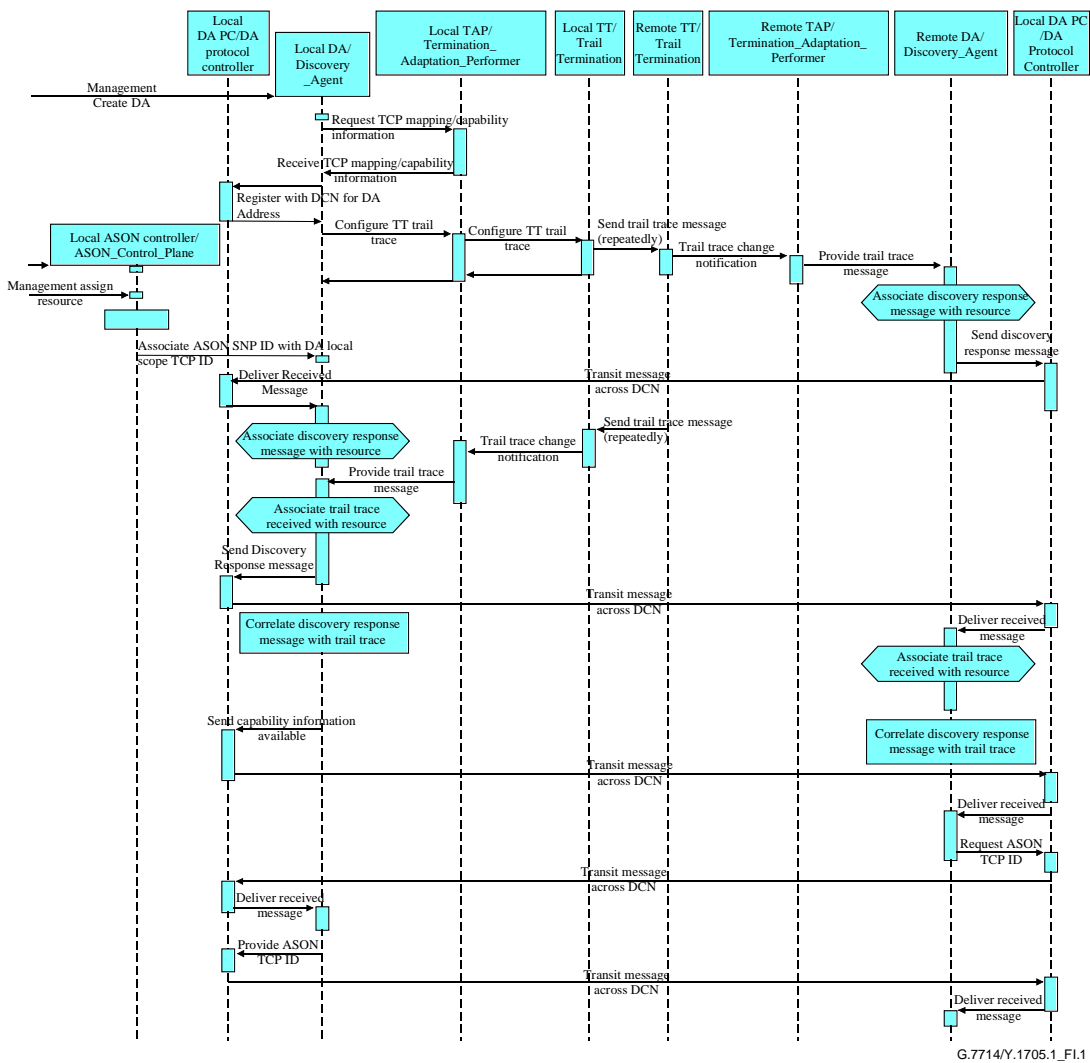 Local
DA PC/DA
protocol
controller
Local DA/
Discovery
_Agent
Local TAP/
Termination_
Adaptation_Performer
Local TT/
Trail
Termination
Remote TT/
Trail
Termination
Remote TAP/
Termination_Adaptation_
Performer
Remote DA/
Discovery_Agent
Local DA PC
/DA
Protocol
Controller
Management
Create DA
Request TCP mapping/capability
information
Receive TCP mapping/capability
information
Register with DCN for DA
Address
Local ASON controller/
ASON_Control_Plane
Configure TT trail
trace
Configure TT trail
trace
Send trail trace message
(repeatedly)
Trail trace change
notification
Provide trail trace
message
Management assign
resource
Associate discovery response
message with resource
Associate ASON SNP ID with DA local
scope TCP ID
Send discovery
response message
Deliver Received
Message
Transit message
across DCN
Associate discovery response
message with resource
Trail trace change
notification
Send trail trace message
(repeatedly)
Provide trail trace
message
Associate trail trace
received with resource
Send Discovery
Response message
Transit message
across DCN
Correlate discovery response
message with trail trace
Deliver received
message
Associate trail trace
received with resource
Send capability information
available
Correlate discovery response
message with trail trace
Transit message
across DCN
Deliver received
message
Request ASON
TCP ID
Transit message
across DCN
Deliver received
message
Provide ASON
TCP ID
Transit message
across DCN
Deliver received
message
G.7714/Y.1705.1_FI.1